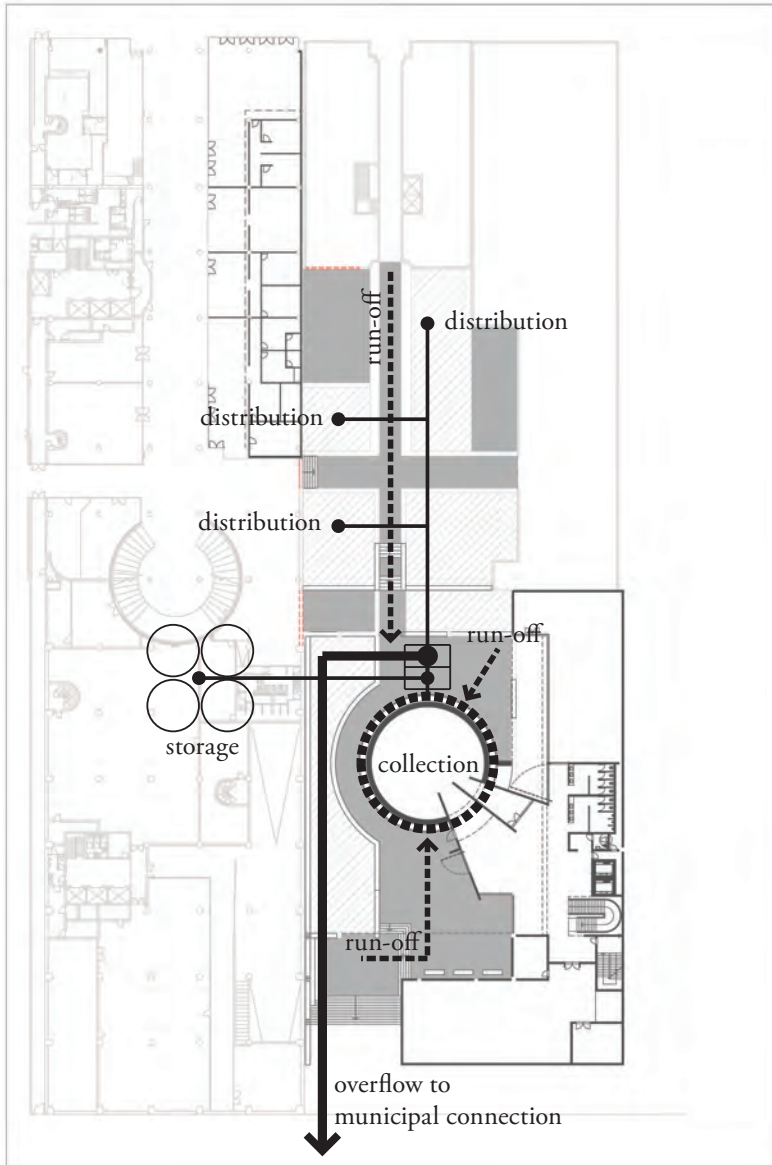 run-off
distribution
distribution
distribution
run-off
storage
collection
run-off
overflow to
municipal connection